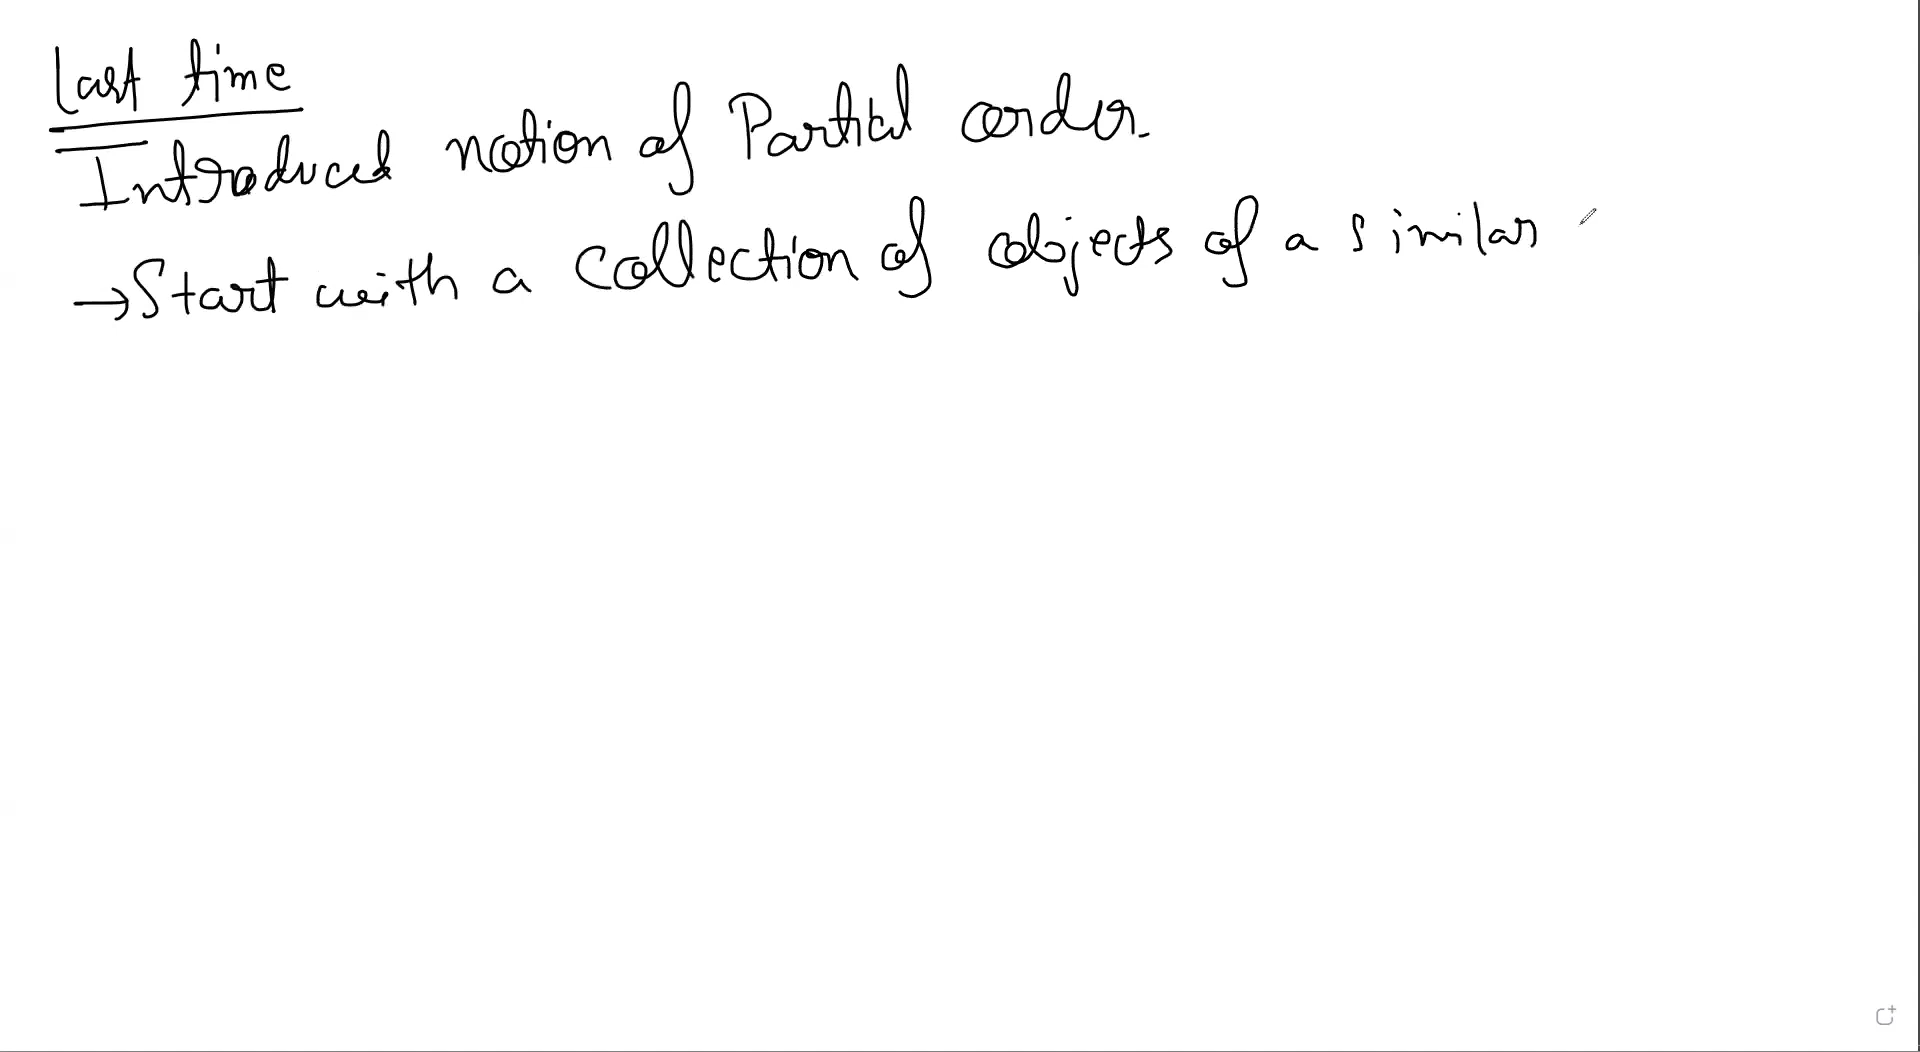 Last time
Introduced notion of Partial order.
→ Start with a collection of objects of a similar